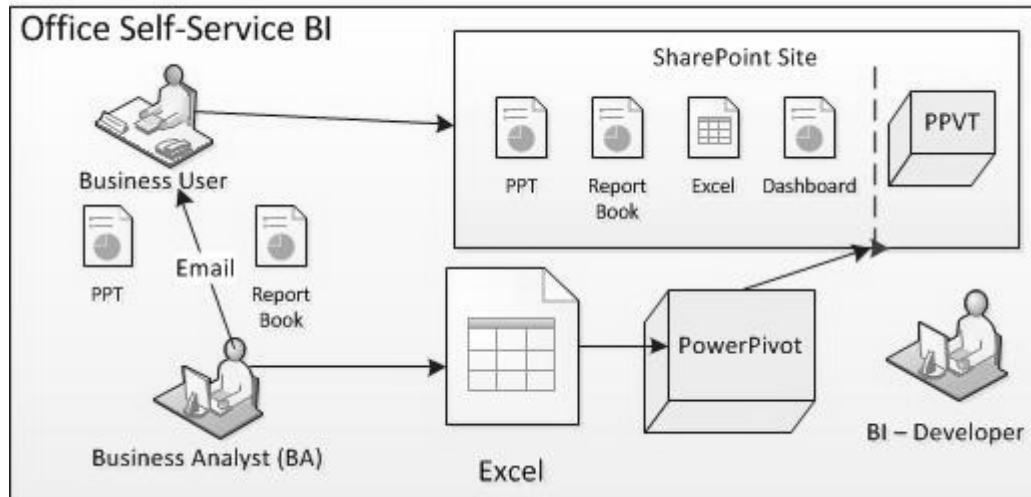 Office Self-Service BI
SharePoint Site
PPVT
PPT
Report
Book
Excel
Dashboard
Business User
PPT
Email
Report
Book
PowerPivot
Business Analyst (BA)
Excel
BI – Developer